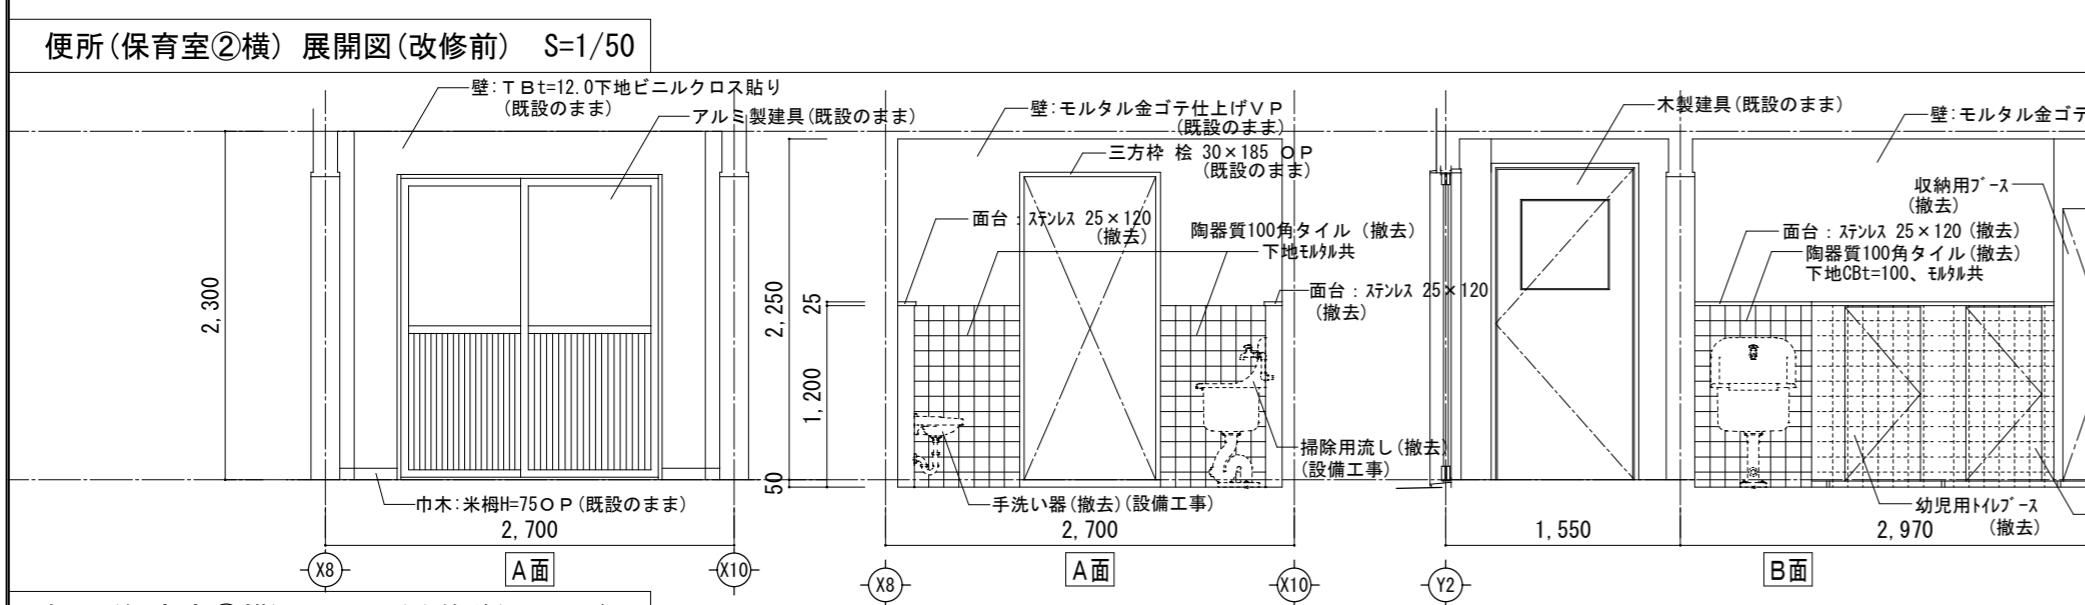 便所(保育室②横) 展開図(改修前) S=1/50
壁:TBt=12.0下地ビニルクロス貼り
(既設のまま)
アルミ製建具(既設のまま)
2,300
巾木:米栂H=75OP(既設のまま)
2,700
X8
A面
X10
壁:モルタル金ゴテ仕上げVP
(既設のまま)
三方枠 桧 30×185 OP
(既設のまま)
面台:ステンレス 25×120
(撤去)
陶器質100角タイル (撤去)
下地モルタル共
面台:ステンレス 25×120
(撤去)
2,250
25
1,200
50
掃除用流し(撤去)
(設備工事)
手洗い器(撤去)(設備工事)
2,700
X8
A面
X10
木製建具(既設のまま)
壁:モルタル金ゴテ
収納用ブース
(撤去)
面台:ステンレス 25×120(撤去)
陶器質100角タイル(撤去)
下地CBt=100、モルタル共
幼児用トイレブース
(撤去)
1,550
2,970
Y2
B面